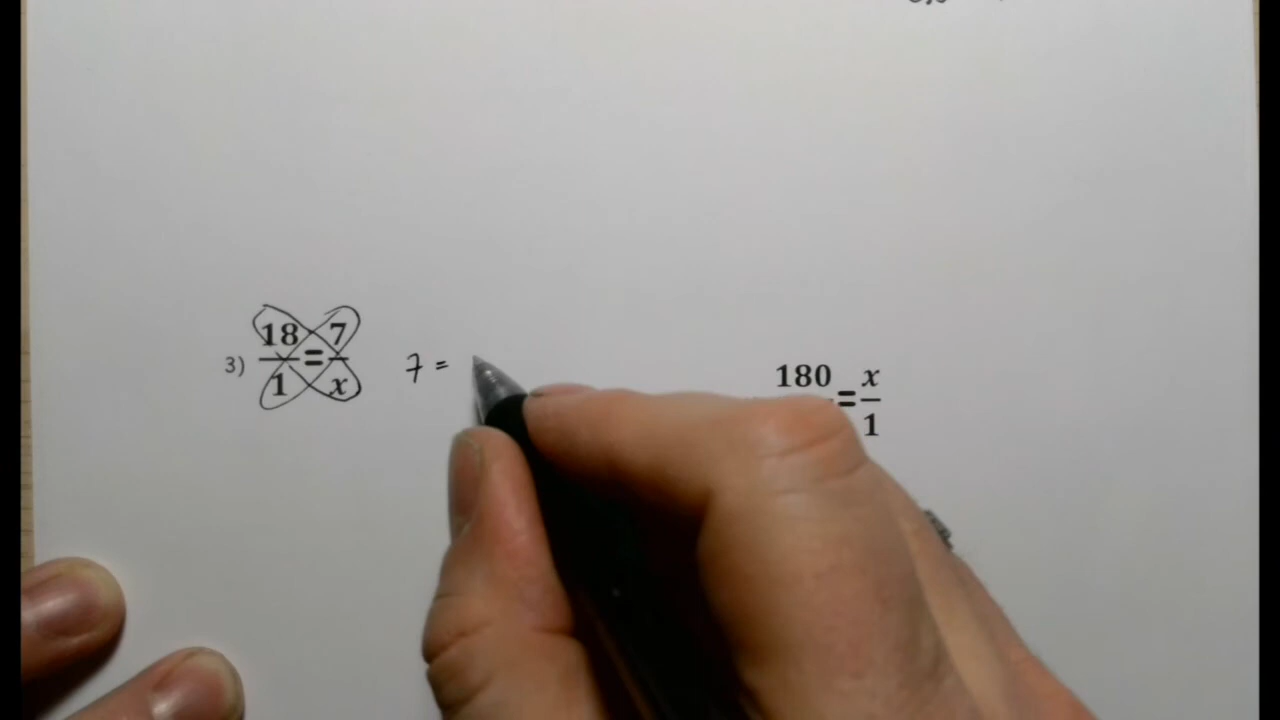 3) 18/1 = 7/x
7 =
180/ = x/1